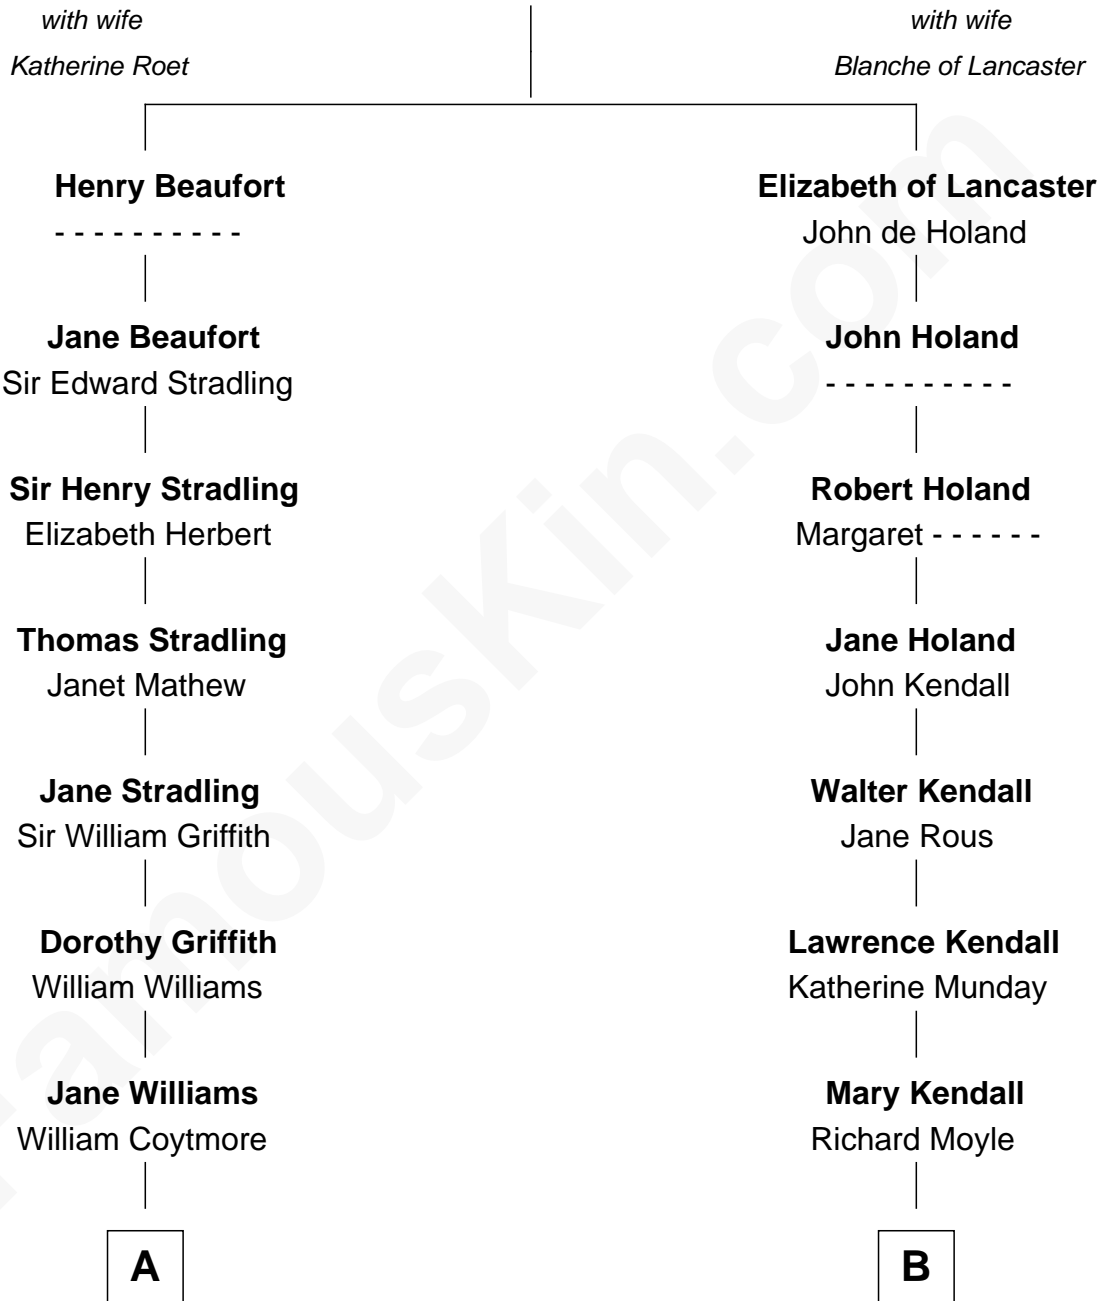 with wife
Katherine Roet
with wife
Blanche of Lancaster
Henry Beaufort
- - - - - - - - - -
Elizabeth of Lancaster
John de Holand
Jane Beaufort
Sir Edward Stradling
John Holand
- - - - - - - - - -
Sir Henry Stradling
Elizabeth Herbert
Robert Holand
Margaret - - - - - -
Thomas Stradling
Janet Mathew
Jane Holand
John Kendall
Jane Stradling
Sir William Griffith
Walter Kendall
Jane Rous
Dorothy Griffith
William Williams
Lawrence Kendall
Katherine Munday
Jane Williams
William Coytmore
Mary Kendall
Richard Moyle
A
B
FamousKin.com